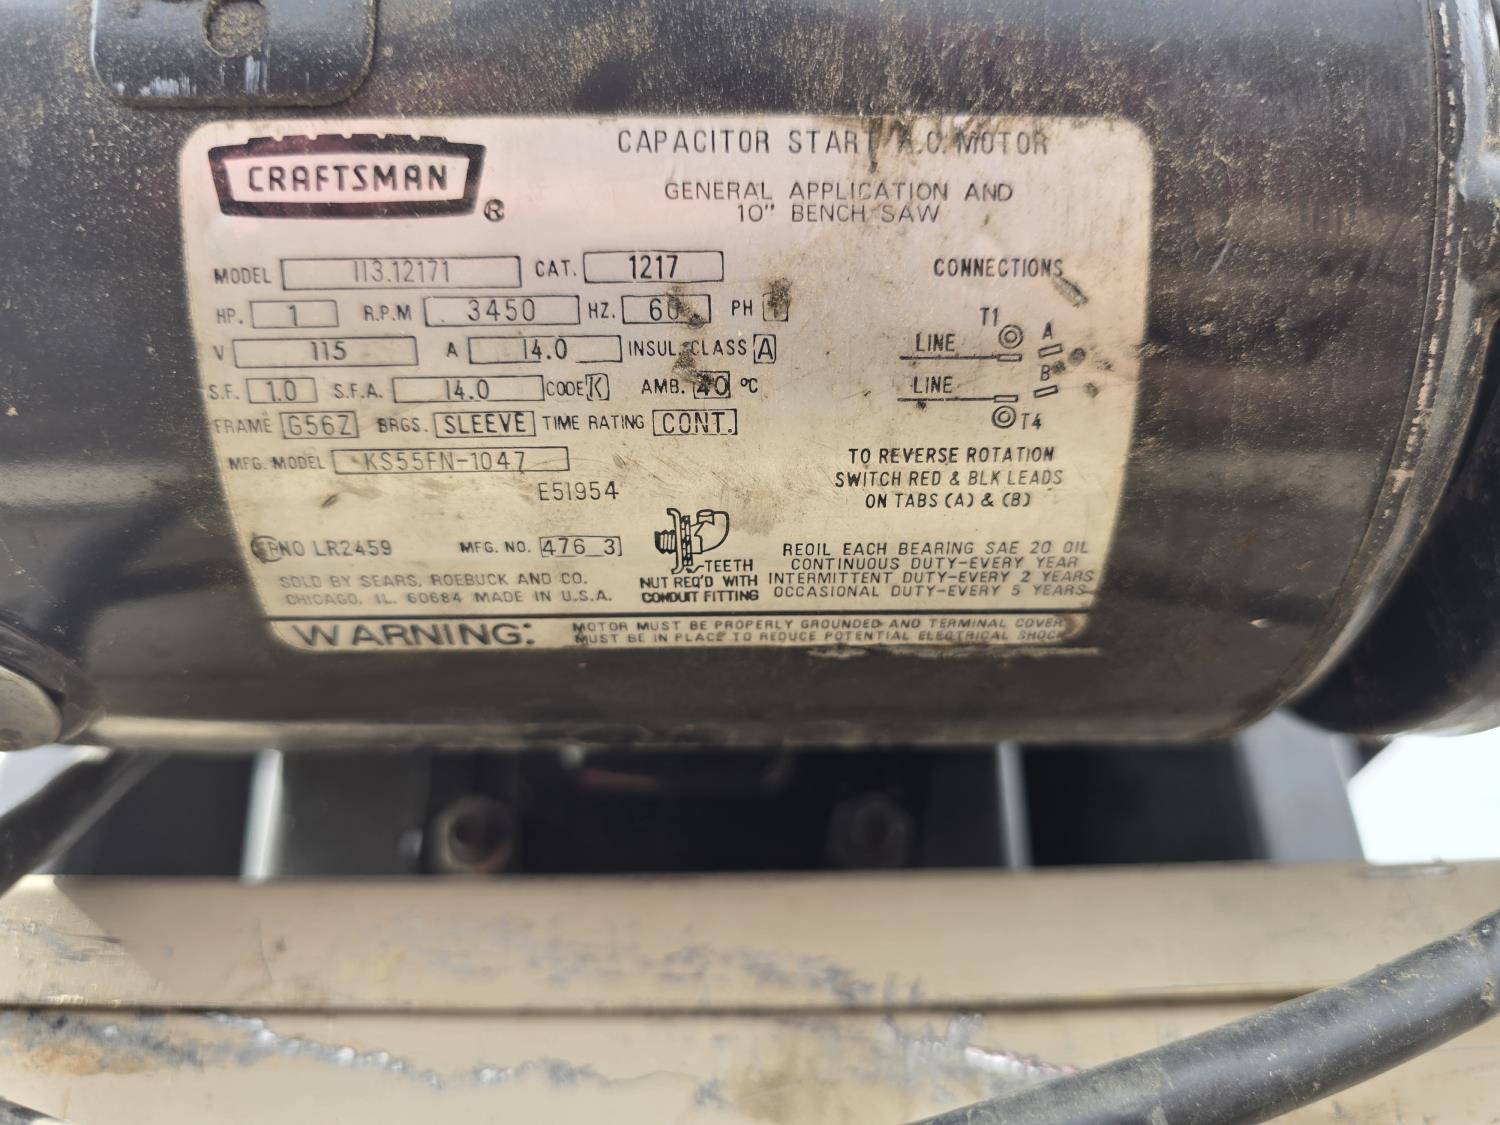 CRAFTSMAN ®
CAPACITOR START A.C. MOTOR
GENERAL APPLICATION AND
10" BENCH SAW
MODEL 113.12171 CAT. 1217
HP. 1 R.P.M. 3450 HZ. 60 PH 1
V 115 A 14.0 INSUL. CLASS A
S.F. 1.0 S.F.A. 14.0 CODE K AMB. 40 °C
FRAME G56Z BRGS. SLEEVE TIME RATING CONT.
MFG. MODEL KS55FN-1047
E51954
NO LR2459 MFG. NO. 476 3
SOLD BY SEARS, ROEBUCK AND CO.
CHICAGO, IL. 60684 MADE IN U.S.A.
TEETH
NUT REQ'D WITH
CONDUIT FITTING
CONNECTIONS
T1
LINE A
LINE B
T4
TO REVERSE ROTATION
SWITCH RED & BLK LEADS
ON TABS (A) & (B)
REOIL EACH BEARING SAE 20 OIL
CONTINUOUS DUTY-EVERY YEAR
INTERMITTENT DUTY-EVERY 2 YEARS
OCCASIONAL DUTY-EVERY 5 YEARS
WARNING: MOTOR MUST BE PROPERLY GROUNDED AND TERMINAL COVER
MUST BE IN PLACE TO REDUCE POTENTIAL ELECTRICAL SHOCK